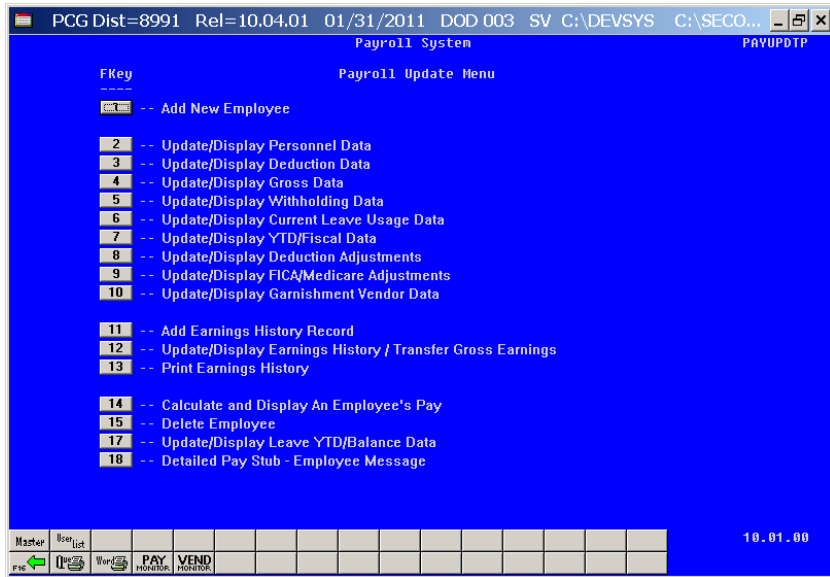 PCG Dist=8991 Rel=10.04.01 01/31/2011 DOD 003 SV C:\DEVSYS C:\SECO...
Payroll System PAYUPDTP
FKey Payroll Update Menu
----
1 -- Add New Employee
2 -- Update/Display Personnel Data
3 -- Update/Display Deduction Data
4 -- Update/Display Gross Data
5 -- Update/Display Withholding Data
6 -- Update/Display Current Leave Usage Data
7 -- Update/Display YTD/Fiscal Data
8 -- Update/Display Deduction Adjustments
9 -- Update/Display FICA/Medicare Adjustments
10 -- Update/Display Garnishment Vendor Data
11 -- Add Earnings History Record
12 -- Update/Display Earnings History / Transfer Gross Earnings
13 -- Print Earnings History
14 -- Calculate and Display An Employee's Pay
15 -- Delete Employee
17 -- Update/Display Leave YTD/Balance Data
18 -- Detailed Pay Stub - Employee Message
Master User List 10.01.00
F16 Que Word PAY MONITOR VEND MONITOR